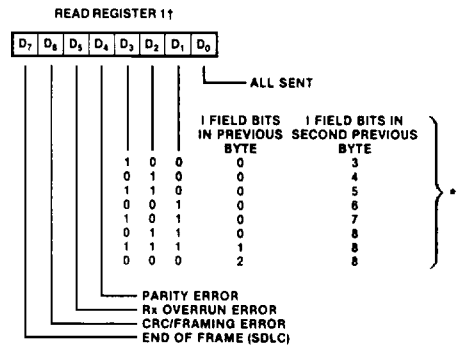 READ REGISTER 1†
D7 D6 D5 D4 D3 D2 D1 D0
ALL SENT
I FIELD BITS I FIELD BITS IN
IN PREVIOUS SECOND PREVIOUS
BYTE BYTE
1 0 0 0 3
0 1 0 0 4
1 1 0 0 5
0 0 1 0 6
1 0 1 0 7
0 1 1 0 8
1 1 1 1 8
0 0 0 2 8
*
PARITY ERROR
Rx OVERRUN ERROR
CRC/FRAMING ERROR
END OF FRAME (SDLC)